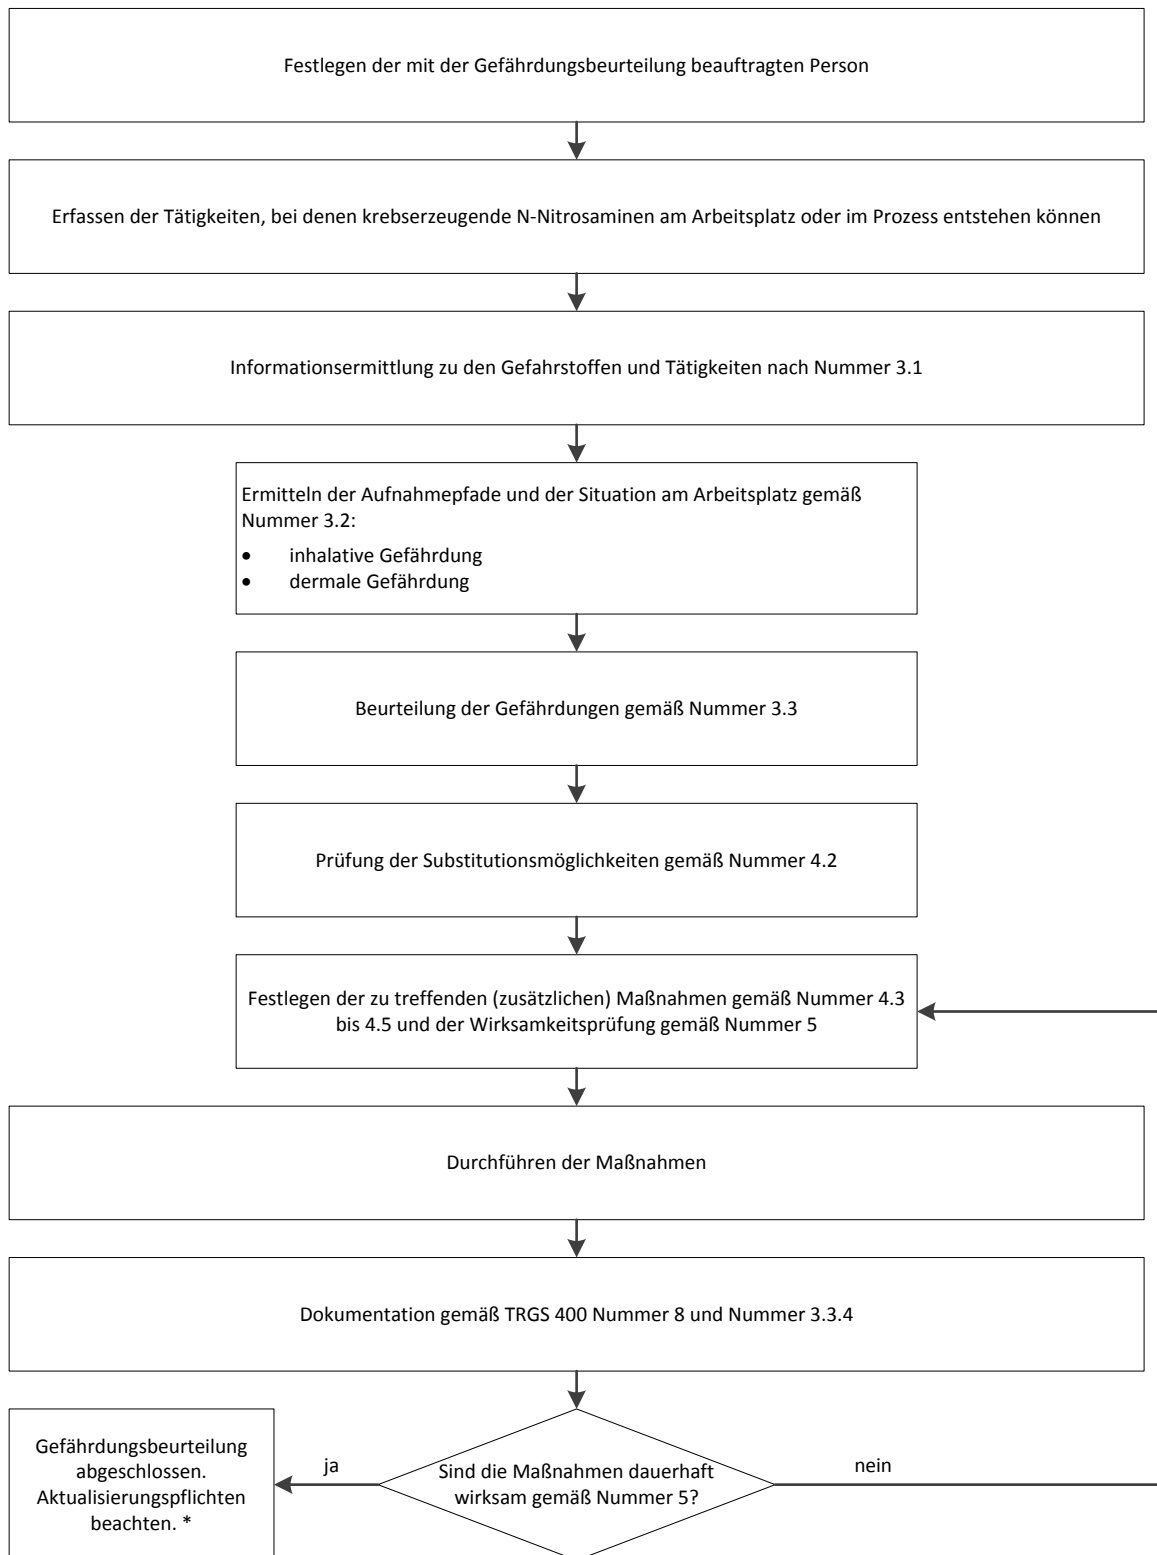 Festlegen der mit der Gefährdungsbeurteilung beauftragten Person
Erfassen der Tätigkeiten, bei denen krebserzeugende N-Nitrosaminen am Arbeitsplatz oder im Prozess entstehen können
Informationsermittlung zu den Gefahrstoffen und Tätigkeiten nach Nummer 3.1
Ermitteln der Aufnahmepfade und der Situation am Arbeitsplatz gemäß
Nummer 3.2:
• inhalative Gefährdung
• dermale Gefährdung
Beurteilung der Gefährdungen gemäß Nummer 3.3
Prüfung der Substitutionsmöglichkeiten gemäß Nummer 4.2
Festlegen der zu treffenden (zusätzlichen) Maßnahmen gemäß Nummer 4.3
bis 4.5 und der Wirksamkeitsprüfung gemäß Nummer 5
Durchführen der Maßnahmen
Dokumentation gemäß TRGS 400 Nummer 8 und Nummer 3.3.4
Gefährdungsbeurteilung
abgeschlossen.
Aktualisierungspflichten
beachten. *
ja
Sind die Maßnahmen dauerhaft
wirksam gemäß Nummer 5?
nein